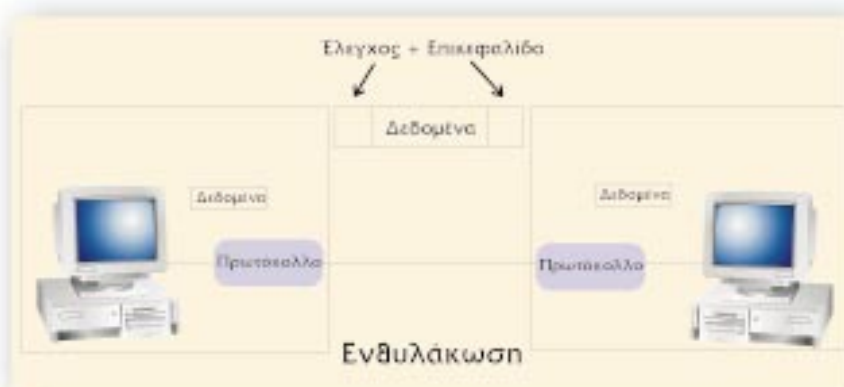 Έλεγχος + Επικεφαλίδα
Δεδομένα
Δεδομένα
Δεδομένα
Πρωτόκολλο
Πρωτόκολλο
Ενθυλάκωση